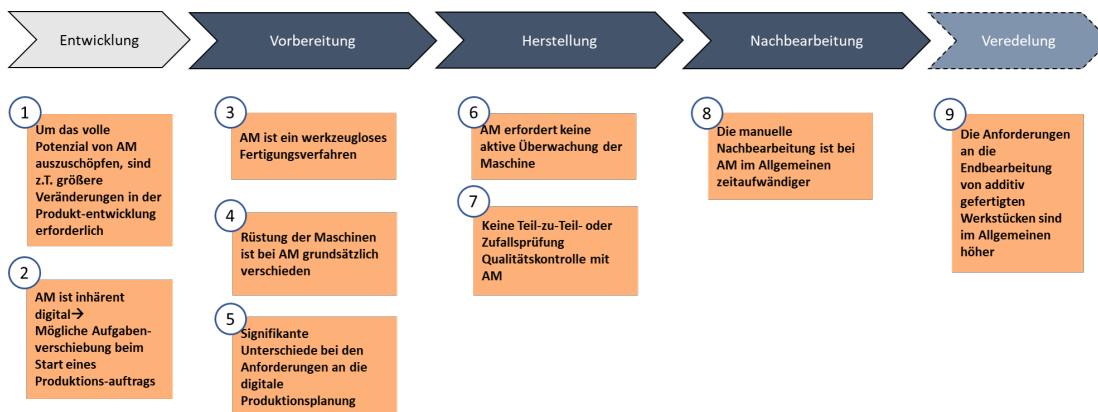 Entwicklung
Vorbereitung
Herstellung
Nachbearbeitung
Veredelung
1
Um das volle
Potenzial von AM
auszuschöpfen, sind
z.T. größere
Veränderungen in der
Produkt-entwicklung
erforderlich
2
AM ist inhärent
digital→
Mögliche Aufgaben-
verschiebung beim
Start eines
Produktions-auftrags
3
AM ist ein werkzeugloses
Fertigungsverfahren
4
Rüstung der Maschinen
ist bei AM grundsätzlich
verschieden
5
Signifikante
Unterschiede bei den
Anforderungen an die
digitale
Produktionsplanung
6
AM erfordert keine
aktive Überwachung der
Maschine
7
Keine Teil-zu-Teil- oder
Zufallsprüfung
Qualitätskontrolle mit
AM
8
Die manuelle
Nachbearbeitung ist bei
AM im Allgemeinen
zeitaufwändiger
9
Die Anforderungen
an die
Endbearbeitung
von additiv
gefertigten
Werkstücken sind
im Allgemeinen
höher